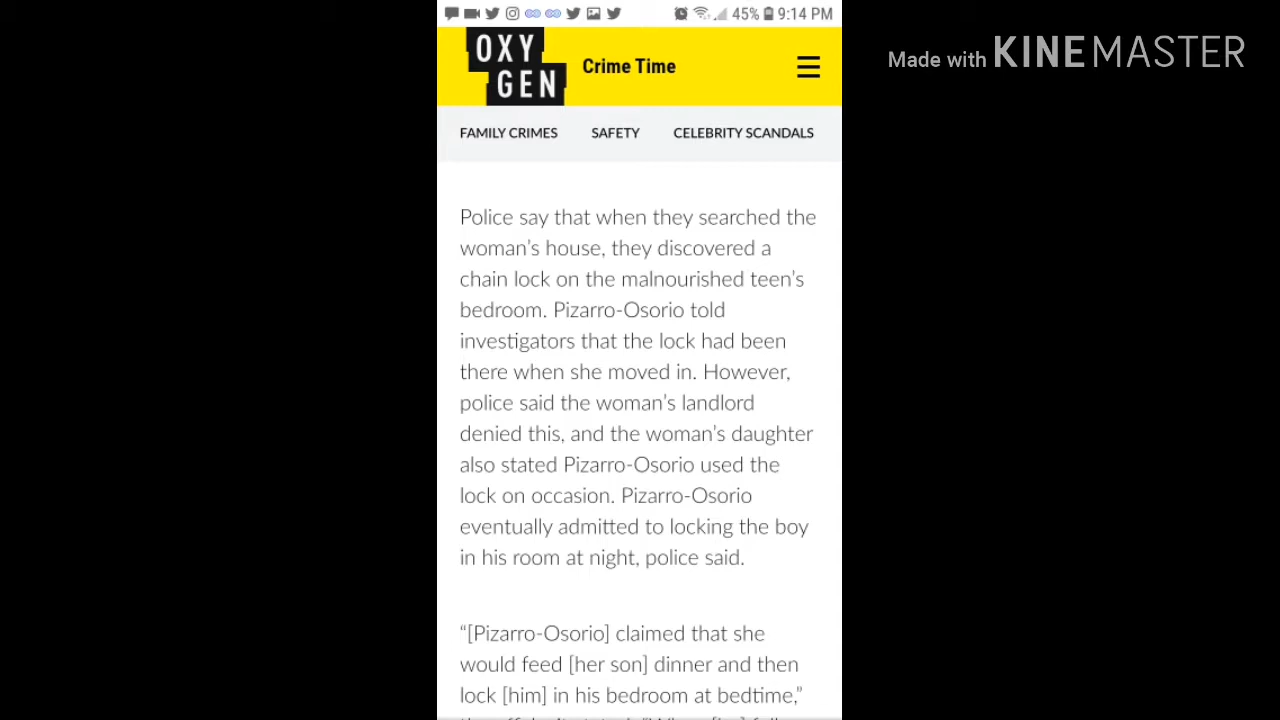 45% 9:14 PM
Made with KINEMASTER
OXY
GEN
Crime Time
FAMILY CRIMES SAFETY CELEBRITY SCANDALS
Police say that when they searched the
woman’s house, they discovered a
chain lock on the malnourished teen’s
bedroom. Pizarro-Osorio told
investigators that the lock had been
there when she moved in. However,
police said the woman’s landlord
denied this, and the woman’s daughter
also stated Pizarro-Osorio used the
lock on occasion. Pizarro-Osorio
eventually admitted to locking the boy
in his room at night, police said.
“[Pizarro-Osorio] claimed that she
would feed [her son] dinner and then
lock [him] in his bedroom at bedtime,”